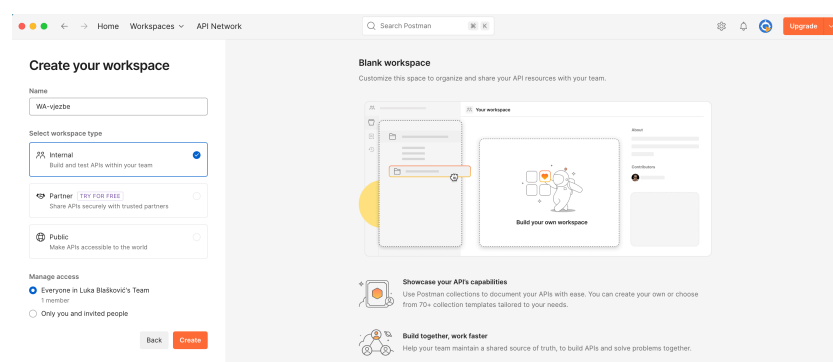 Home Workspaces API Network
Search Postman ⌘ K
Upgrade
Create your workspace
Name
WA-vjezbe
Select workspace type
Internal
Build and test APIs within your team
Partner TRY FOR FREE
Share APIs securely with trusted partners
Public
Make APIs accessible to the world
Manage access
Everyone in Luka Blašković's Team
1 member
Only you and invited people
Back Create
Blank workspace
Customize this space to organize and share your API resources with your team.
Your workspace
About
Contributors
Build your own workspace
Showcase your API's capabilities
Use Postman collections to document your APIs with ease. You can create your own or choose
from 70+ collection templates tailored to your needs.
Build together, work faster
Help your team maintain a shared source of truth, to build APIs and solve problems together.